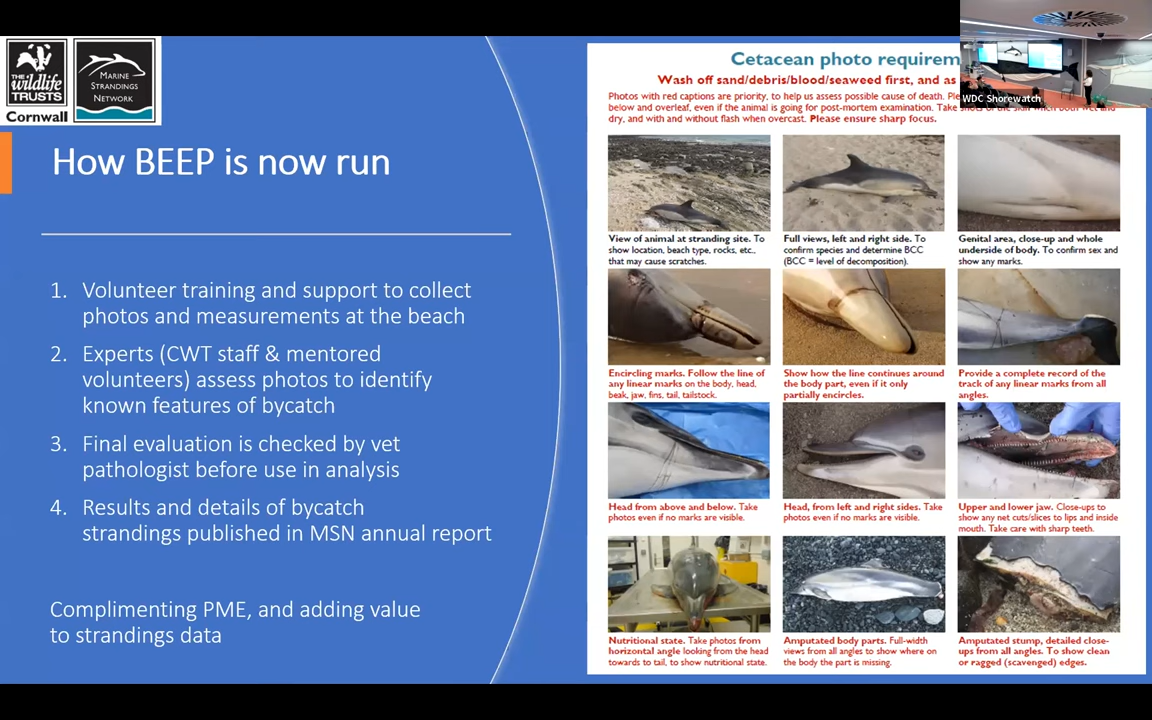 THE
wildlife
TRUSTS
Cornwall
MARINE
STRANDINGS
NETWORK
How BEEP is now run
1. Volunteer training and support to collect
photos and measurements at the beach
2. Experts (CWT staff & mentored
volunteers) assess photos to identify
known features of bycatch
3. Final evaluation is checked by vet
pathologist before use in analysis
4. Results and details of bycatch
strandings published in MSN annual report
Complimenting PME, and adding value
to strandings data
Cetacean photo requirem
Wash off sand/debris/blood/seaweed first, and as
Photos with red captions are priority, to help us assess possible cause of death. Ple
below and overleaf, even if the animal is going for post-mortem examination. Take shots of the skin when both wet and
dry, and with and without flash when overcast. Please ensure sharp focus.
WDC Shorewatch
View of animal at stranding site. To
show location, beach type, rocks, etc.,
that may cause scratches.
Full views, left and right side. To
confirm species and determine BCC
(BCC = level of decomposition).
Genital area, close-up and whole
underside of body. To confirm sex and
show any marks.
Encircling marks. Follow the line of
any linear marks on the body, head,
beak, jaw, fins, tail, tailstock.
Show how the line continues around
the body part, even if it only
partially encircles.
Provide a complete record of the
track of any linear marks from all
angles.
Head from above and below. Take
photos even if no marks are visible.
Head, from left and right sides. Take
photos even if no marks are visible.
Upper and lower jaw. Close-ups to
show any net cuts/slices to lips and inside
mouth. Take care with sharp teeth.
Nutritional state. Take photos from
horizontal angle looking from the head
towards to tail, to show nutritional state.
Amputated body parts. Full-width
views from all angles to show where on
the body the part is missing.
Amputated stump, detailed close-
ups from all angles. To show clean
or ragged (scavenged) edges.